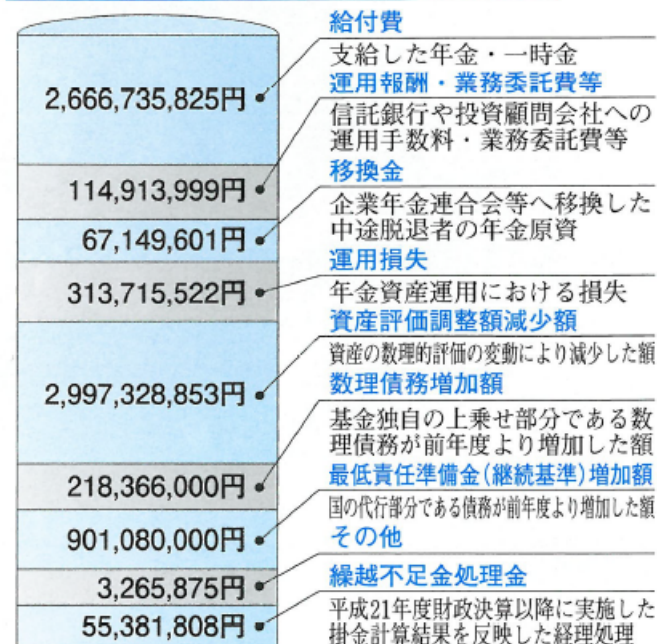 給付費
支給した年金・一時金
2,666,735,825円
運用報酬・業務委託費等
信託銀行や投資顧問会社への
運用手数料・業務委託費等
114,913,999円
移換金
企業年金連合会等へ移換した
中途脱退者の年金原資
67,149,601円
運用損失
年金資産運用における損失
313,715,522円
資産評価調整額減少額
資産の数理的評価の変動により減少した額
2,997,328,853円
数理債務増加額
基金独自の上乗せ部分である数
理債務が前年度より増加した額
218,366,000円
最低責任準備金(継続基準)増加額
国の代行部分である債務が前年度より増加した額
901,080,000円
その他
3,265,875円
繰越不足金処理金
平成21年度財政決算以降に実施した
掛金計算結果を反映した経理処理
55,381,808円